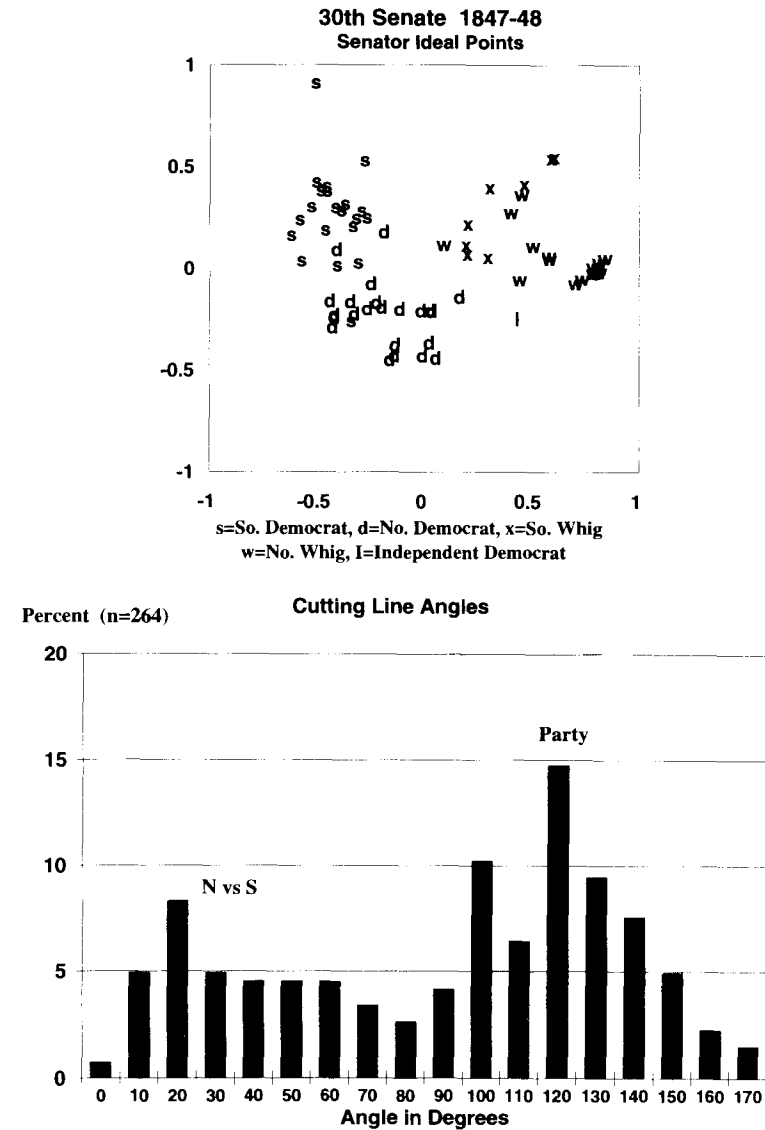 30th Senate 1847-48
Senator Ideal Points
1
0.5
0
-0.5
-1
-1 -0.5 0 0.5 1
s=So. Democrat, d=No. Democrat, x=So. Whig
w=No. Whig, I=Independent Democrat
Cutting Line Angles
Percent (n=264)
20
15
10
5
0
Party
N vs S
0 10 20 30 40 50 60 70 80 90 100 110 120 130 140 150 160 170
Angle in Degrees